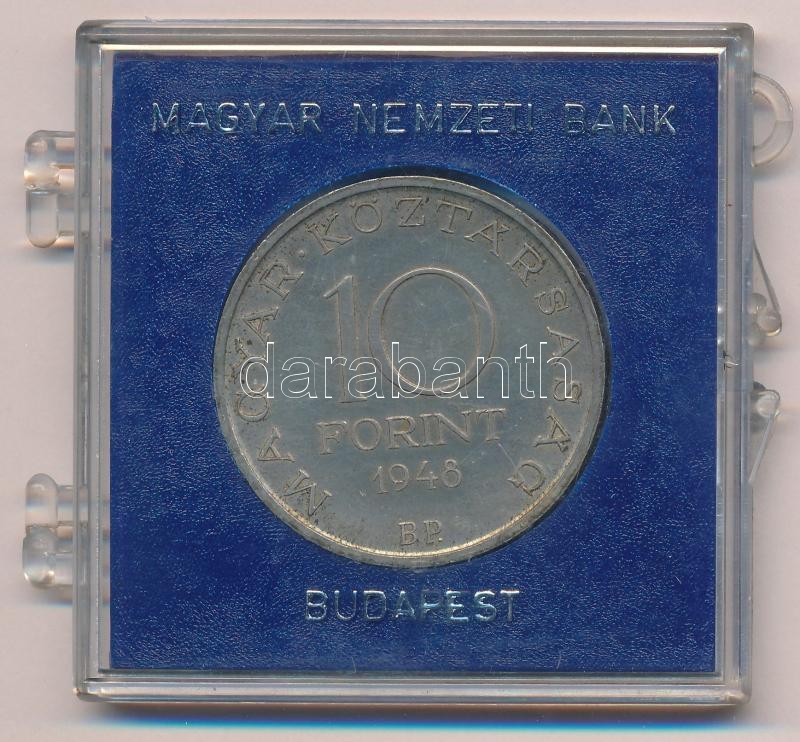 MAGYAR NEMZETI BANK
MAGYAR · KÖZTÁRSASÁG
10
darabanth
FORINT
1948
B.P.
BUDAPEST